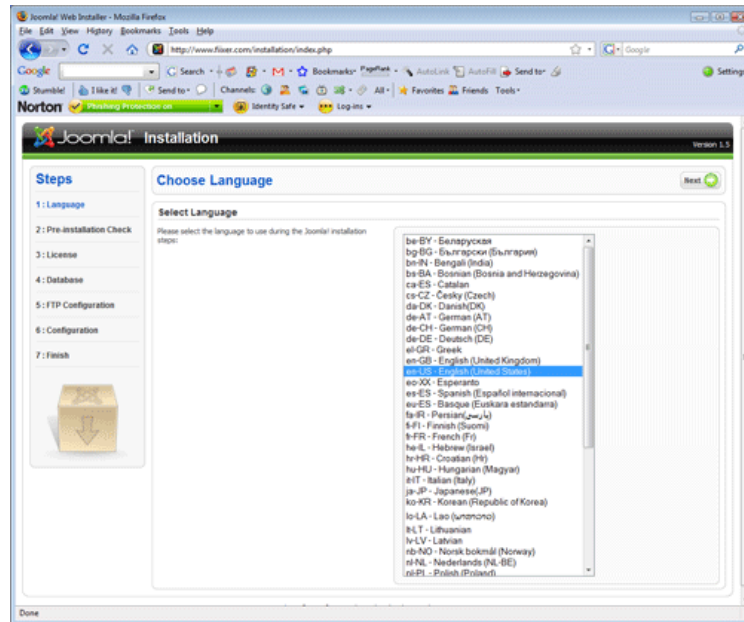 Joomla! Web Installer - Mozilla Firefox
File Edit View History Bookmarks Tools Help
http://www.fixer.com/installation/index.php
Google
Google Search Bookmarks PageRank AutoLink AutoFill Send to Settings
Stumble! I like it! Send to Channels: All Favorites Friends Tools
Norton Phishing Protection on Identity Safe Log-ins
Joomla! Installation
Version 1.5
Steps
Choose Language
Next
1 : Language
Select Language
2 : Pre-installation Check
Please select the language to use during the Joomla! installation
steps:
3 : License
4 : Database
5 : FTP Configuration
6 : Configuration
7 : Finish
be-BY - Беларуская
bg-BG - Български (България)
bn-IN - Bengali (India)
bs-BA - Bosnian (Bosnia and Herzegovina)
ca-ES - Catalan
cs-CZ - Česky (Czech)
da-DK - Danish(DK)
de-AT - German (AT)
de-CH - German (CH)
de-DE - Deutsch (DE)
el-GR - Greek
en-GB - English (United Kingdom)
en-US - English (United States)
eo-XX - Esperanto
es-ES - Spanish (Español internacional)
eu-ES - Basque (Euskara estandarra)
fa-IR - Persian(پارسی)
fi-FI - Finnish (Suomi)
fr-FR - French (Fr)
he-IL - Hebrew (Israel)
hr-HR - Croatian (Hr)
hu-HU - Hungarian (Magyar)
it-IT - Italian (Italy)
ja-JP - Japanese(JP)
ko-KR - Korean (Republic of Korea)
lo-LA - Lao
lt-LT - Lithuanian
lv-LV - Latvian
nb-NO - Norsk bokmål (Norway)
nl-NL - Nederlands (NL-BE)
pl-PL - Polish (Poland)
Done